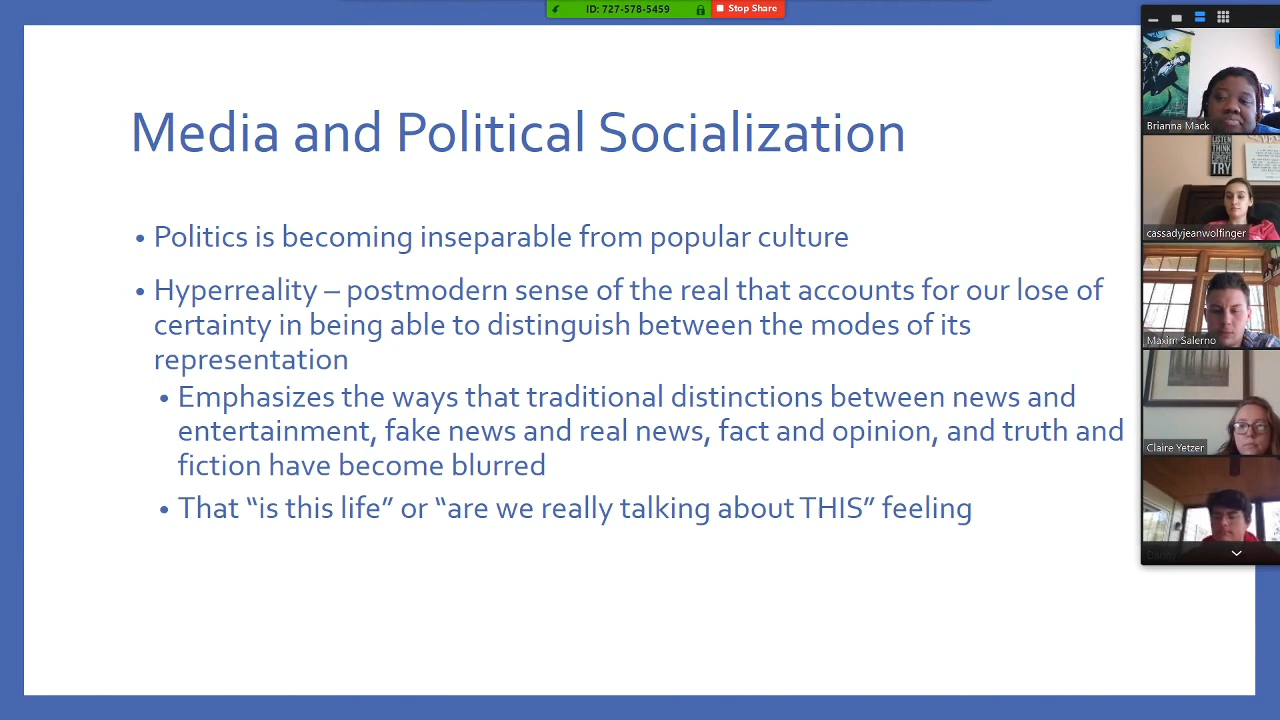 ID: 727-578-5459
Stop Share
Media and Political Socialization
• Politics is becoming inseparable from popular culture
• Hyperreality – postmodern sense of the real that accounts for our lose of
certainty in being able to distinguish between the modes of its
representation
• Emphasizes the ways that traditional distinctions between news and
entertainment, fake news and real news, fact and opinion, and truth and
fiction have become blurred
• That “is this life” or “are we really talking about THIS” feeling
Brianna Mack
LISTEN
THINK
TRY
cassadyjeanwolfinger
Maxim Salerno
Claire Yetzer